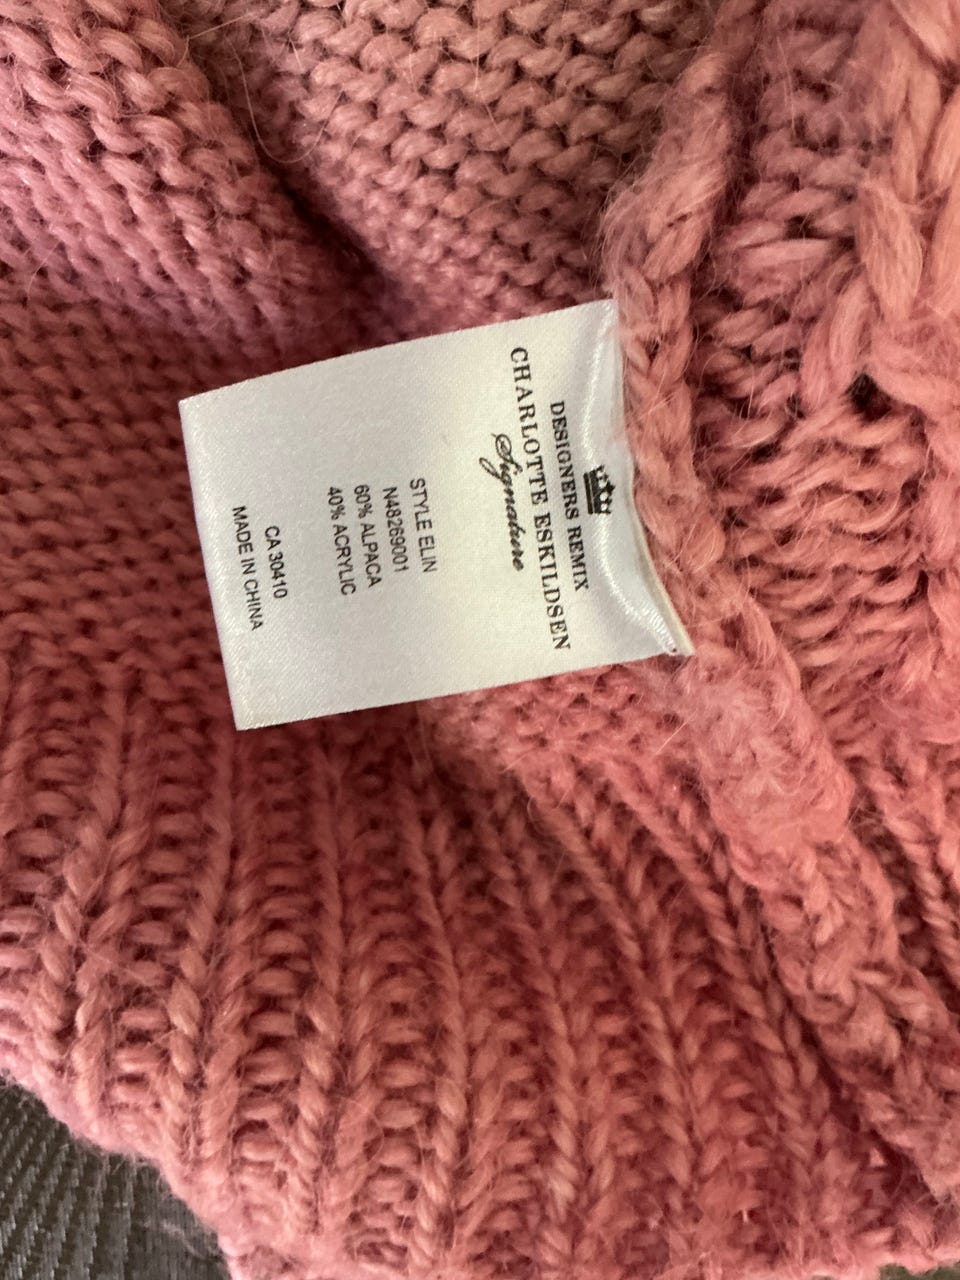 DESIGNERS REMIX
CHARLOTTE ESKILDSEN
Signature
STYLE ELIN
N48269001
60% ALPACA
40% ACRYLIC
CA 30410
MADE IN CHINA